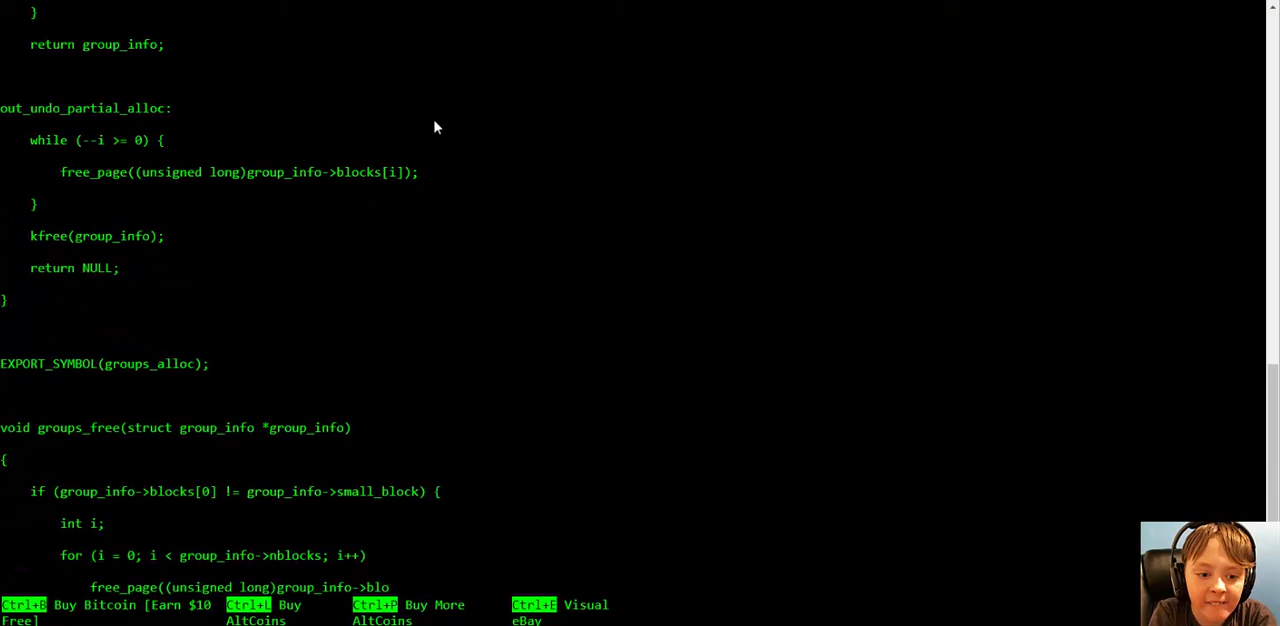 }
    return group_info;
out_undo_partial_alloc:
    while (--i >= 0) {
        free_page((unsigned long)group_info->blocks[i]);
    }
    kfree(group_info);
    return NULL;
}
EXPORT_SYMBOL(groups_alloc);
void groups_free(struct group_info *group_info)
{
    if (group_info->blocks[0] != group_info->small_block) {
        int i;
        for (i = 0; i < group_info->nblocks; i++)
            free_page((unsigned long)group_info->blo
Ctrl+B Buy Bitcoin [Earn $10 Free]
Ctrl+L Buy AltCoins
Ctrl+P Buy More AltCoins
Ctrl+E Visual eBay